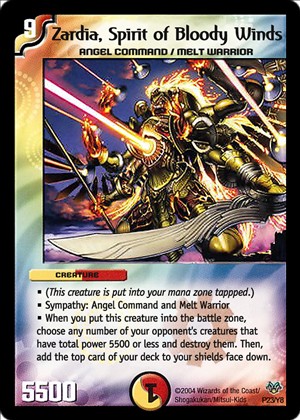 9
Zardia, Spirit of Bloody Winds
ANGEL COMMAND / MELT WARRIOR
CREATURE
▪ (This creature is put into your mana zone tappped.)
▪ Sympathy: Angel Command and Melt Warrior
▪ When you put this creature into the battle zone,
choose any number of your opponent's creatures that
have total power 5500 or less and destroy them. Then,
add the top card of your deck to your shields face down.
5500
1
©2004 Wizards of the Coast/
Shogakukan/Mitsui-Kids
P23/Y8